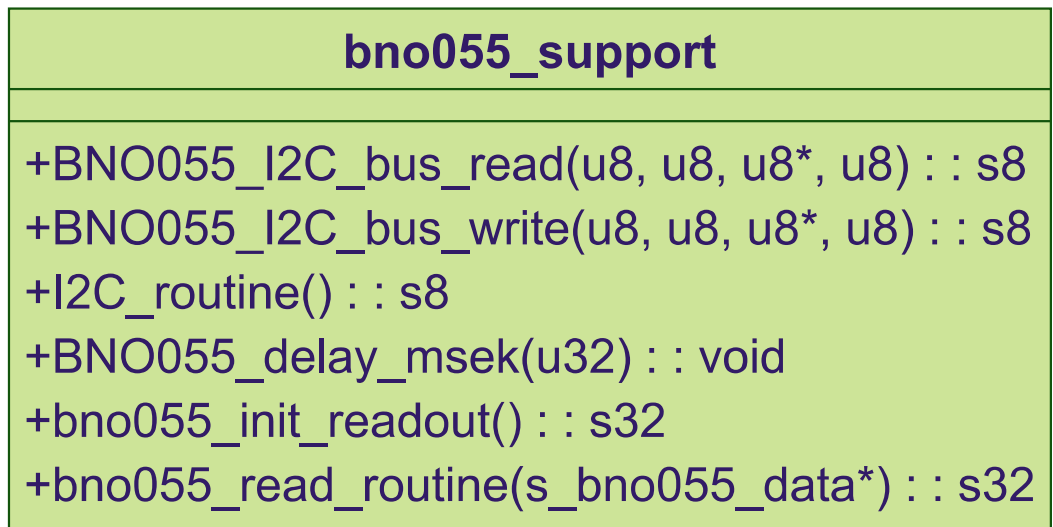 bno055_support
+BNO055_I2C_bus_read(u8, u8, u8*, u8) : : s8
+BNO055_I2C_bus_write(u8, u8, u8*, u8) : : s8
+I2C_routine() : : s8
+BNO055_delay_msek(u32) : : void
+bno055_init_readout() : : s32
+bno055_read_routine(s_bno055_data*) : : s32